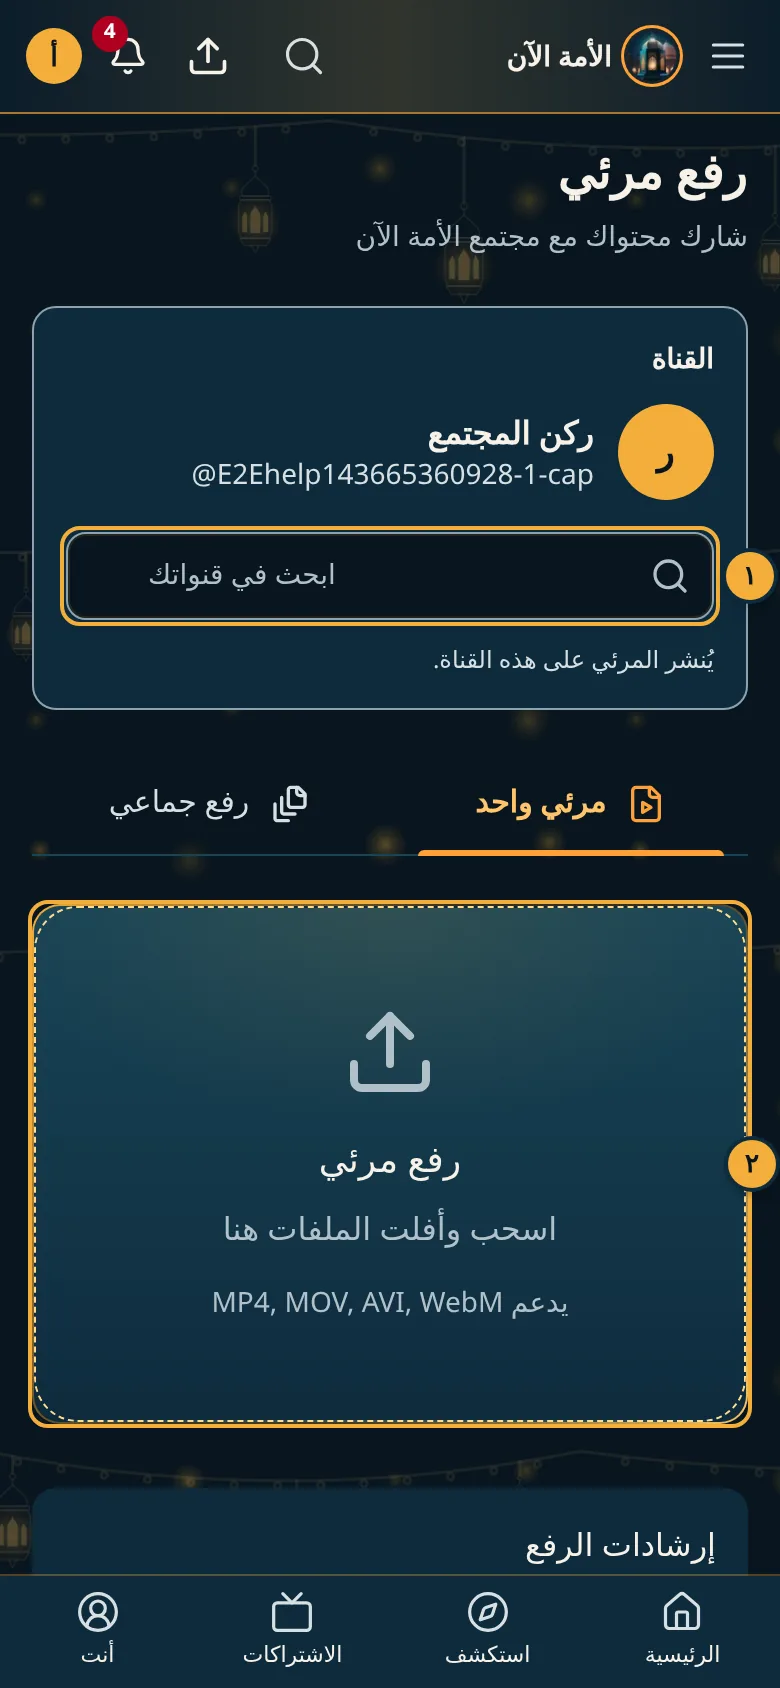 الأمة الآن
4
أ
رفع مرئي
شارك محتواك مع مجتمع الأمة الآن
القناة
ر
ركن المجتمع
@E2Ehelp143665360928-1-cap
ابحث في قنواتك
١
يُنشر المرئي على هذه القناة.
مرئي واحد
رفع جماعي
رفع مرئي
٢
اسحب وأفلت الملفات هنا
يدعم MP4, MOV, AVI, WebM
إرشادات الرفع
الرئيسية
استكشف
الاشتراكات
أنت